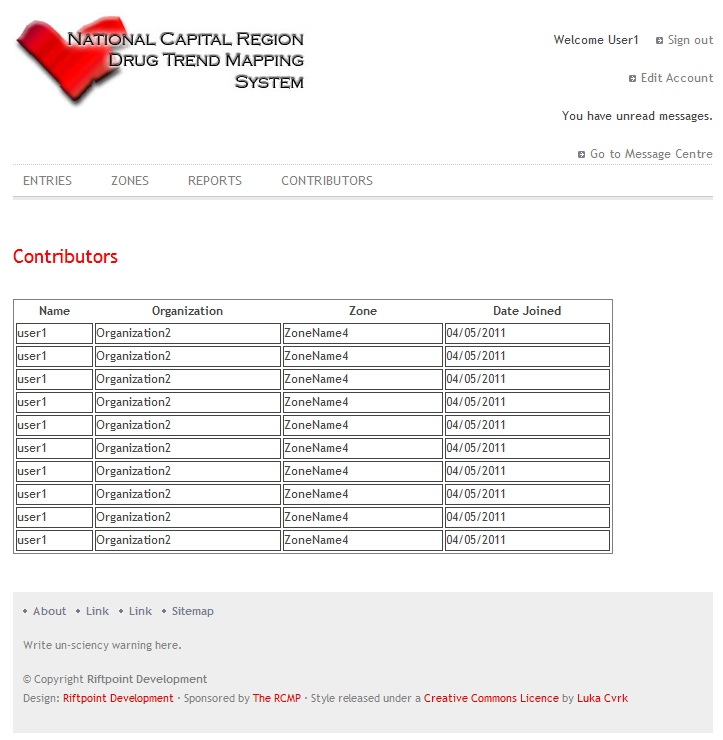 National Capital Region
Drug Trend Mapping
System
Welcome User1 Sign out
Edit Account
You have unread messages.
Go to Message Centre
ENTRIES ZONES REPORTS CONTRIBUTORS
Contributors
Name Organization Zone Date Joined
user1 Organization2 ZoneName4 04/05/2011
user1 Organization2 ZoneName4 04/05/2011
user1 Organization2 ZoneName4 04/05/2011
user1 Organization2 ZoneName4 04/05/2011
user1 Organization2 ZoneName4 04/05/2011
user1 Organization2 ZoneName4 04/05/2011
user1 Organization2 ZoneName4 04/05/2011
user1 Organization2 ZoneName4 04/05/2011
user1 Organization2 ZoneName4 04/05/2011
user1 Organization2 ZoneName4 04/05/2011
About Link Link Sitemap
Write un-sciency warning here.
© Copyright Riftpoint Development
Design: Riftpoint Development · Sponsored by The RCMP · Style released under a Creative Commons Licence by Luka Cvrk